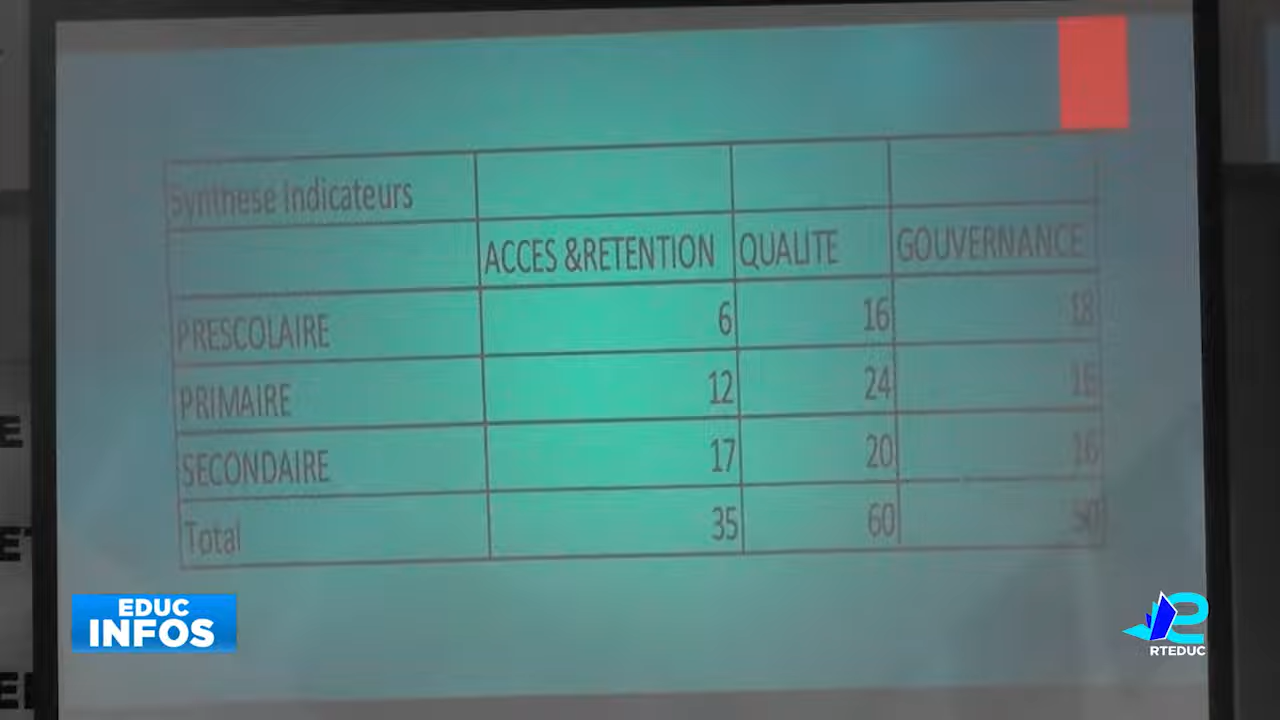 Synthese Indicateurs
ACCES &RETENTION QUALITE GOUVERNANCE
PRESCOLAIRE 6 16 18
PRIMAIRE 12 24 16
SECONDAIRE 17 20 16
Total 35 60 50
EDUC
INFOS
RTEDUC